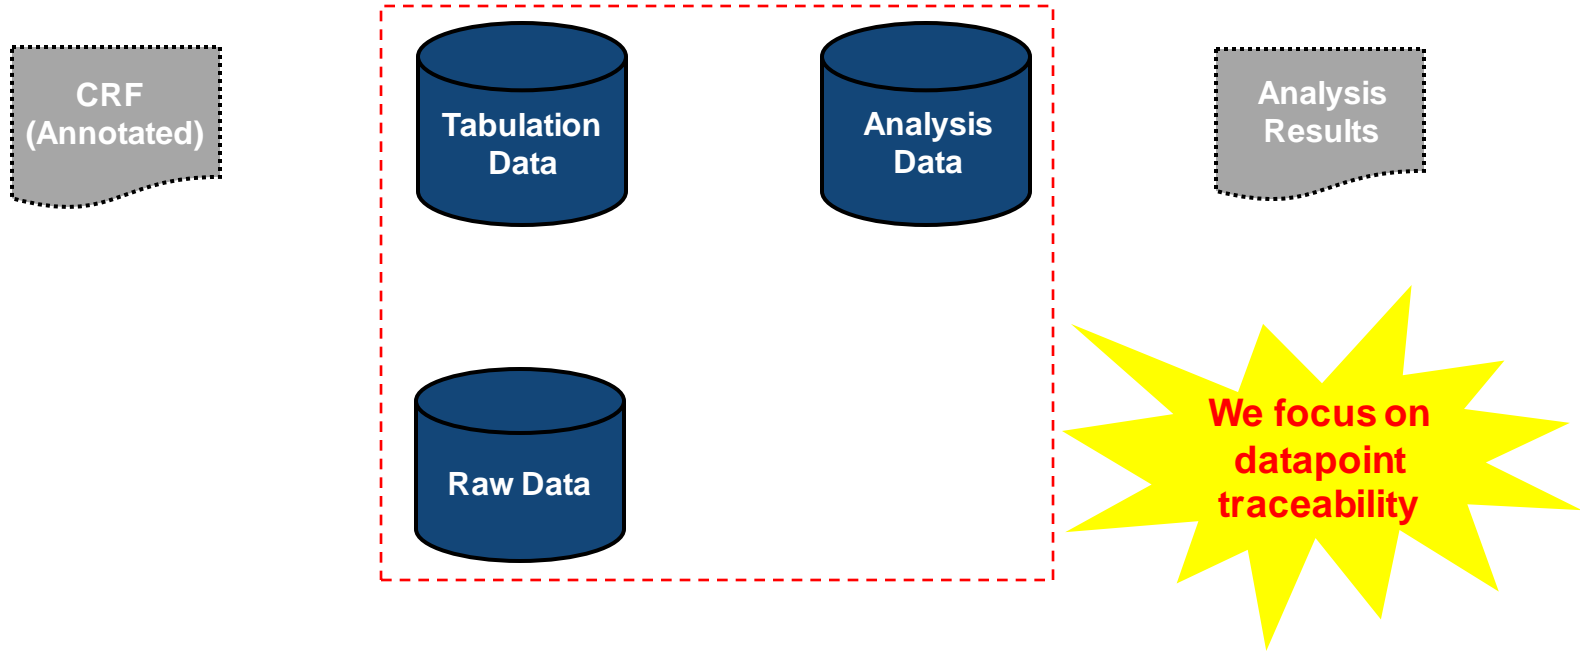 CRF
(Annotated)
Tabulation
Data
Analysis
Data
Analysis
Results
Raw Data
We focus on
datapoint
traceability